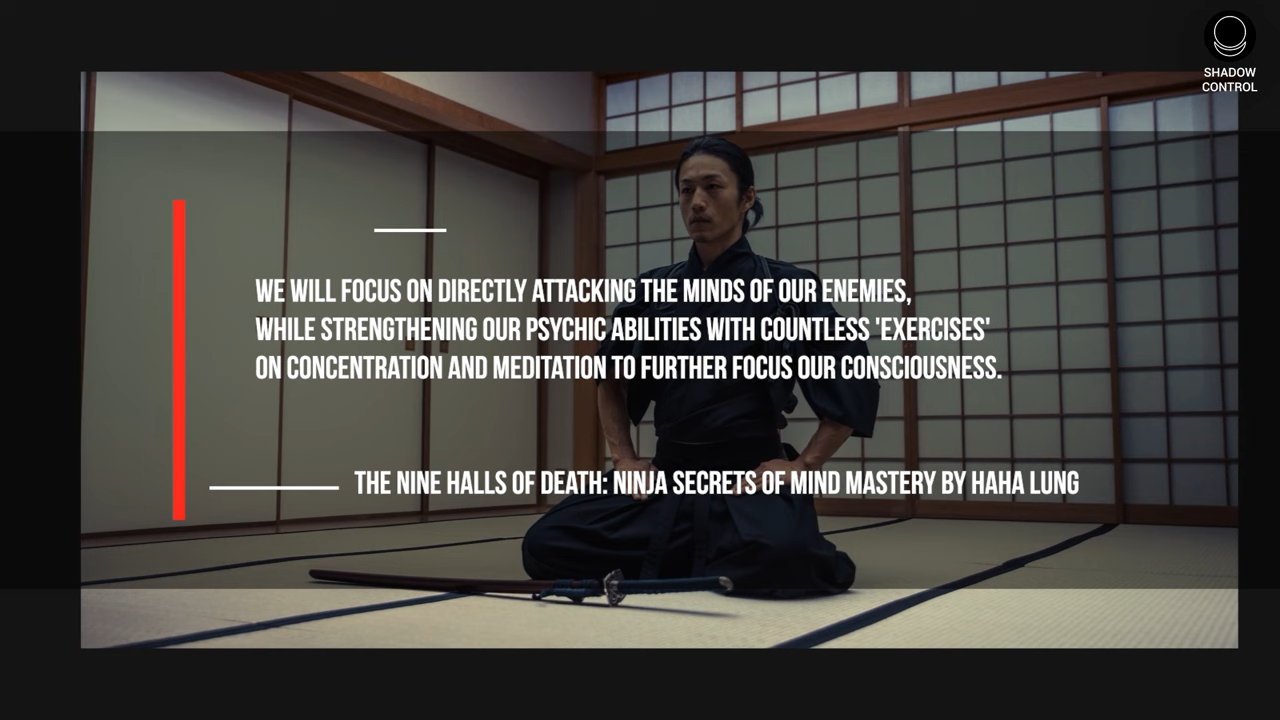 SHADOW
CONTROL
WE WILL FOCUS ON DIRECTLY ATTACKING THE MINDS OF OUR ENEMIES,
WHILE STRENGTHENING OUR PSYCHIC ABILITIES WITH COUNTLESS 'EXERCISES'
ON CONCENTRATION AND MEDITATION TO FURTHER FOCUS OUR CONSCIOUSNESS.
THE NINE HALLS OF DEATH: NINJA SECRETS OF MIND MASTERY BY HAHA LUNG